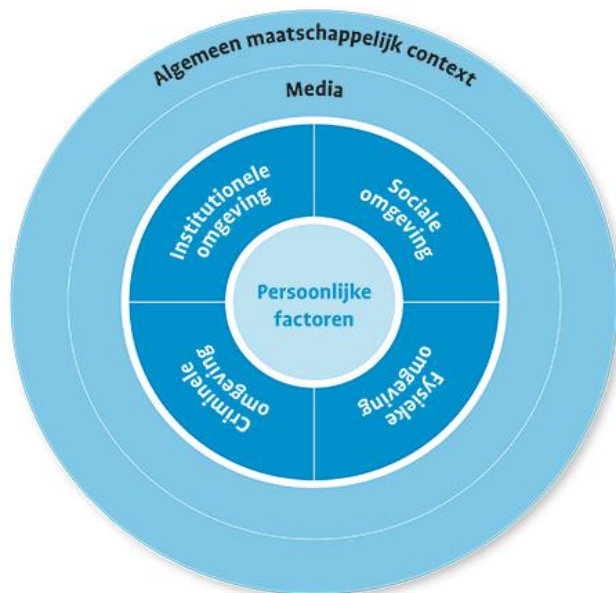 Algemeen maatschappelijk context
Media
Institutionele
omgeving
Sociale
omgeving
Persoonlijke
factoren
Criminele
omgeving
Fysieke
omgeving